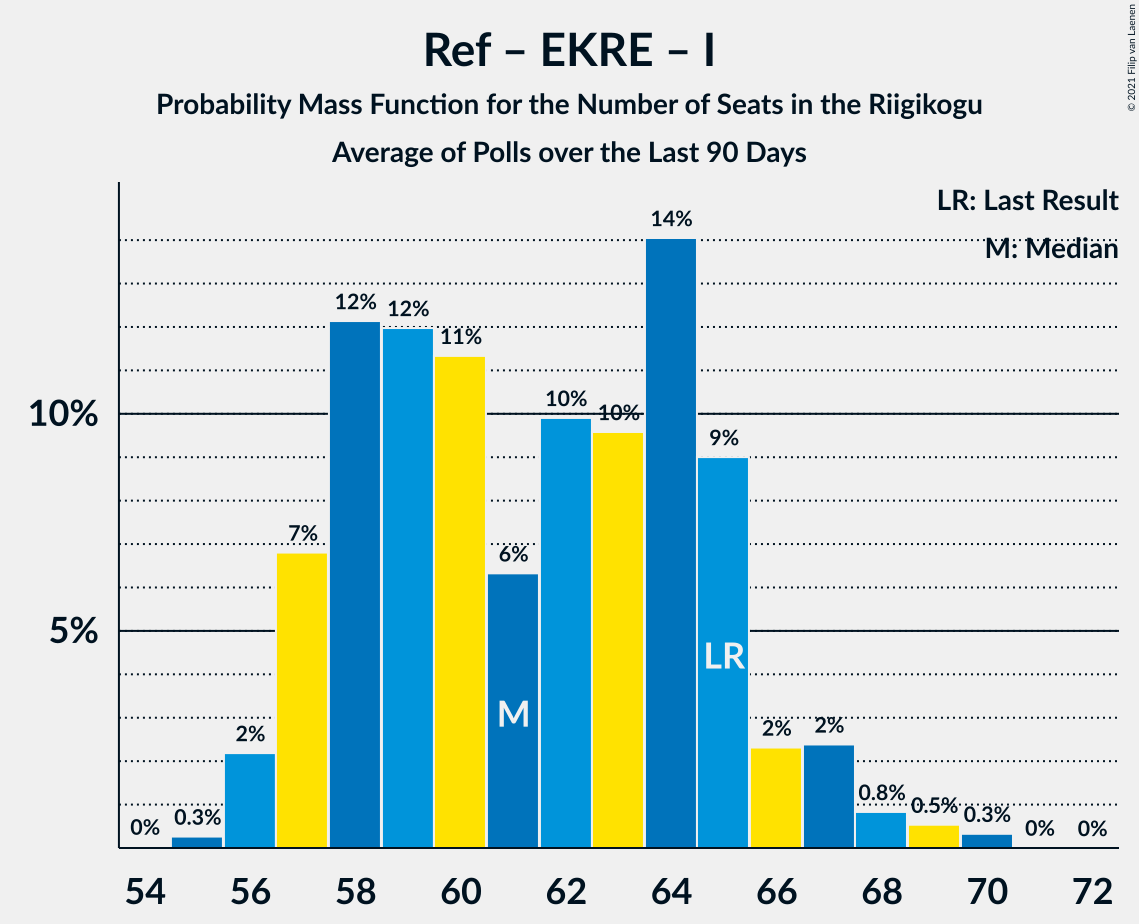 Ref – EKRE – I
Probability Mass Function for the Number of Seats in the Riigikogu
Average of Polls over the Last 90 Days
© 2021 Filip van Laenen
LR: Last Result
M: Median
10%
5%
0%
0.3%
2%
7%
12%
12%
11%
6%
10%
10%
14%
9%
2%
2%
0.8%
0.5%
0.3%
0%
0%
M
LR
54 56 58 60 62 64 66 68 70 72